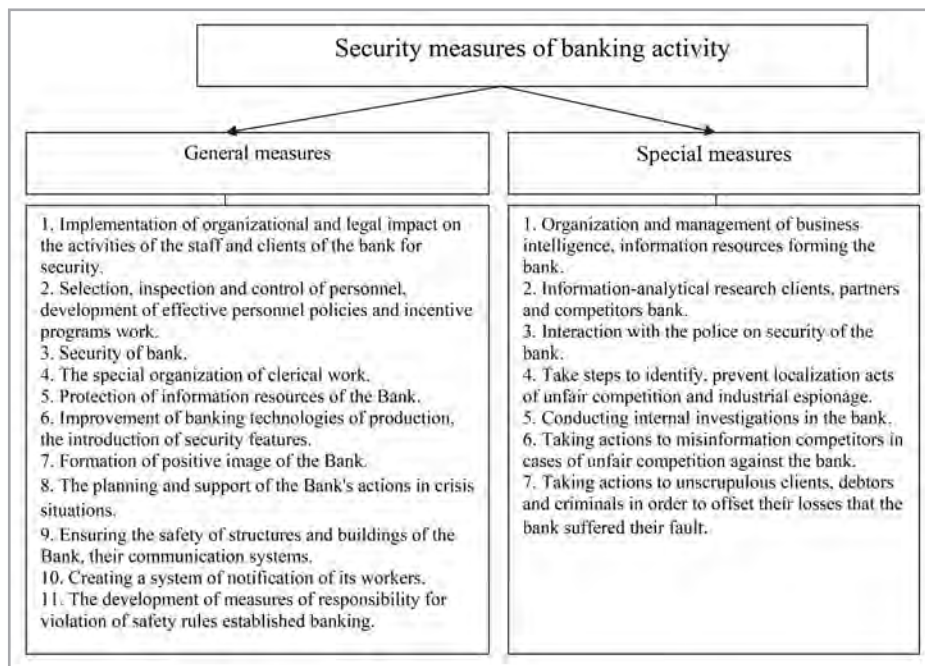 Security measures of banking activity
General measures
1. Implementation of organizational and legal impact on
the activities of the staff and clients of the bank for
security.
2. Selection, inspection and control of personnel,
development of effective personnel policies and incentive
programs work.
3. Security of bank.
4. The special organization of clerical work.
5. Protection of information resources of the Bank.
6. Improvement of banking technologies of production,
the introduction of security features.
7. Formation of positive image of the Bank.
8. The planning and support of the Bank's actions in crisis
situations.
9. Ensuring the safety of structures and buildings of the
Bank, their communication systems.
10. Creating a system of notification of its workers.
11. The development of measures of responsibility for
violation of safety rules established banking.
Special measures
1. Organization and management of business
intelligence, information resources forming the
bank.
2. Information-analytical research clients, partners
and competitors bank.
3. Interaction with the police on security of the
bank.
4. Take steps to identify, prevent localization acts
of unfair competition and industrial espionage.
5. Conducting internal investigations in the bank.
6. Taking actions to misinformation competitors in
cases of unfair competition against the bank.
7. Taking actions to unscrupulous clients, debtors
and criminals in order to offset their losses that the
bank suffered their fault.